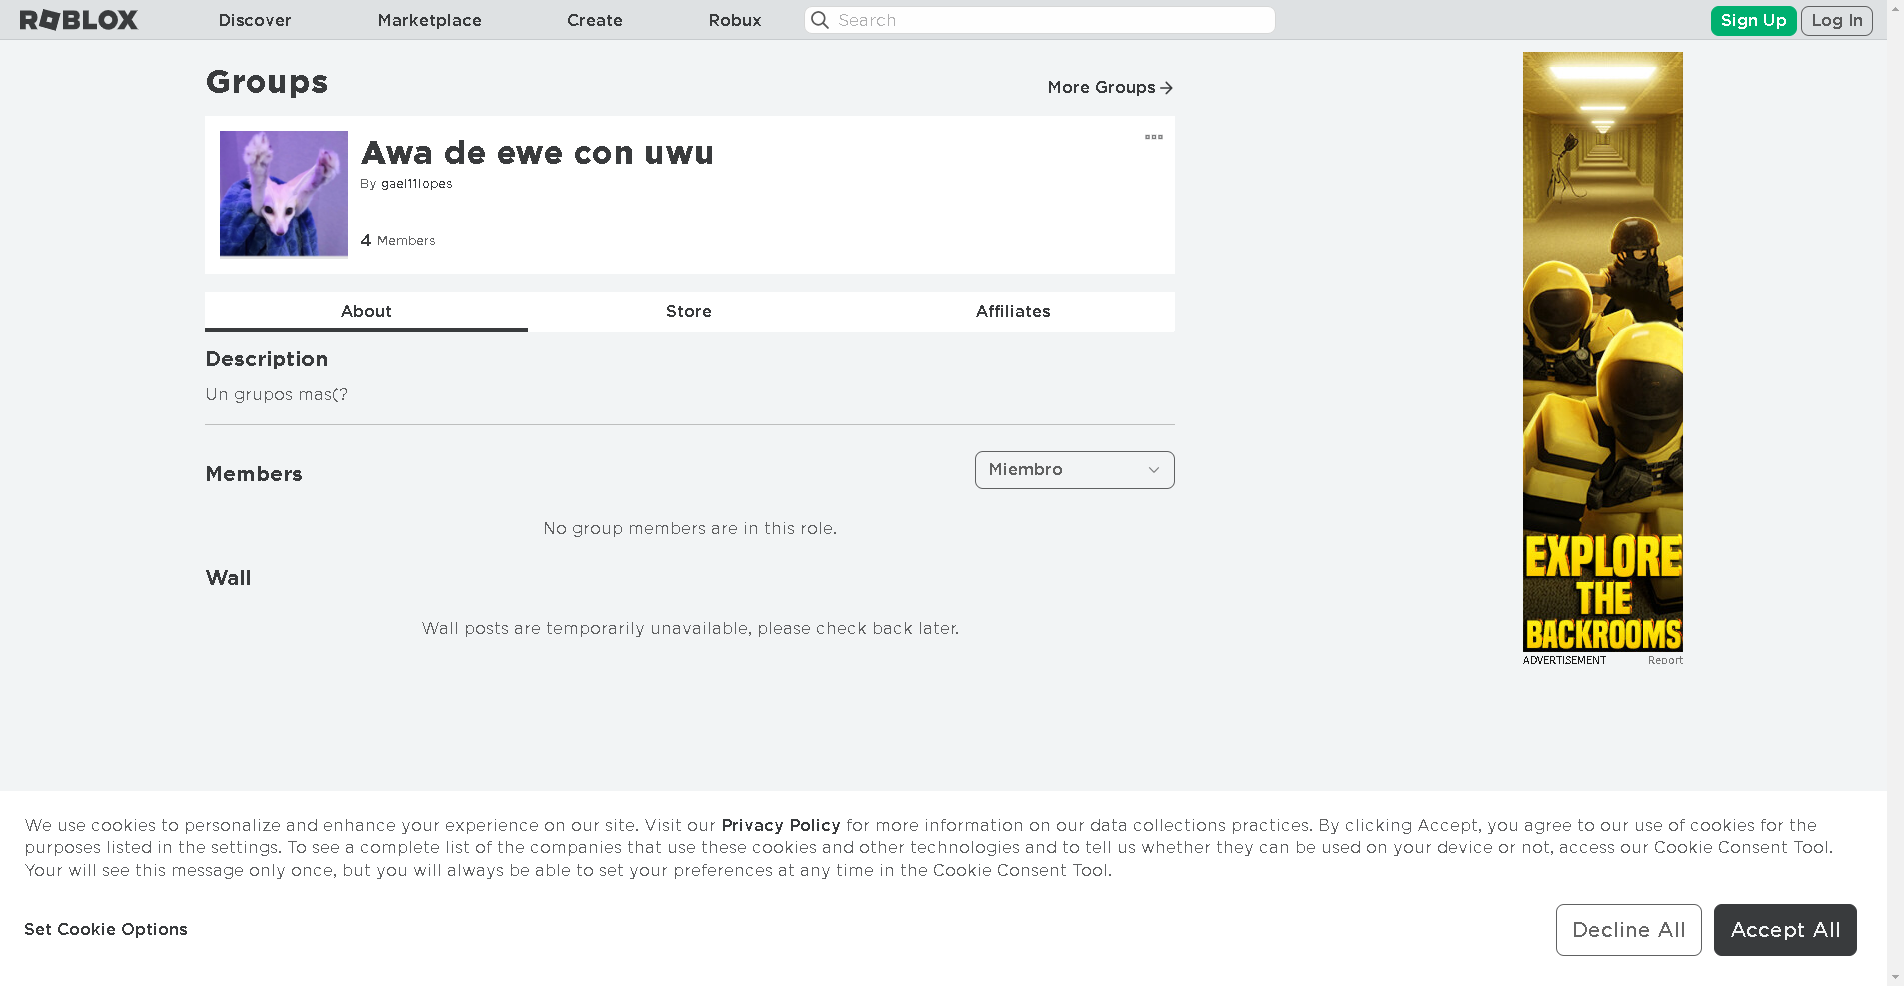 ROBLOX
Discover
Marketplace
Create
Robux
Search
Sign Up
Log In
Groups
More Groups
Awa de ewe con uwu
By gael11lopes
4 Members
About
Store
Affiliates
Description
Un grupos mas(?
Members
Miembro
No group members are in this role.
Wall
Wall posts are temporarily unavailable, please check back later.
EXPLORE
THE
BACKROOMS
ADVERTISEMENT
Report
We use cookies to personalize and enhance your experience on our site. Visit our Privacy Policy for more information on our data collections practices. By clicking Accept, you agree to our use of cookies for the
purposes listed in the settings. To see a complete list of the companies that use these cookies and other technologies and to tell us whether they can be used on your device or not, access our Cookie Consent Tool.
Your will see this message only once, but you will always be able to set your preferences at any time in the Cookie Consent Tool.
Set Cookie Options
Decline All
Accept All